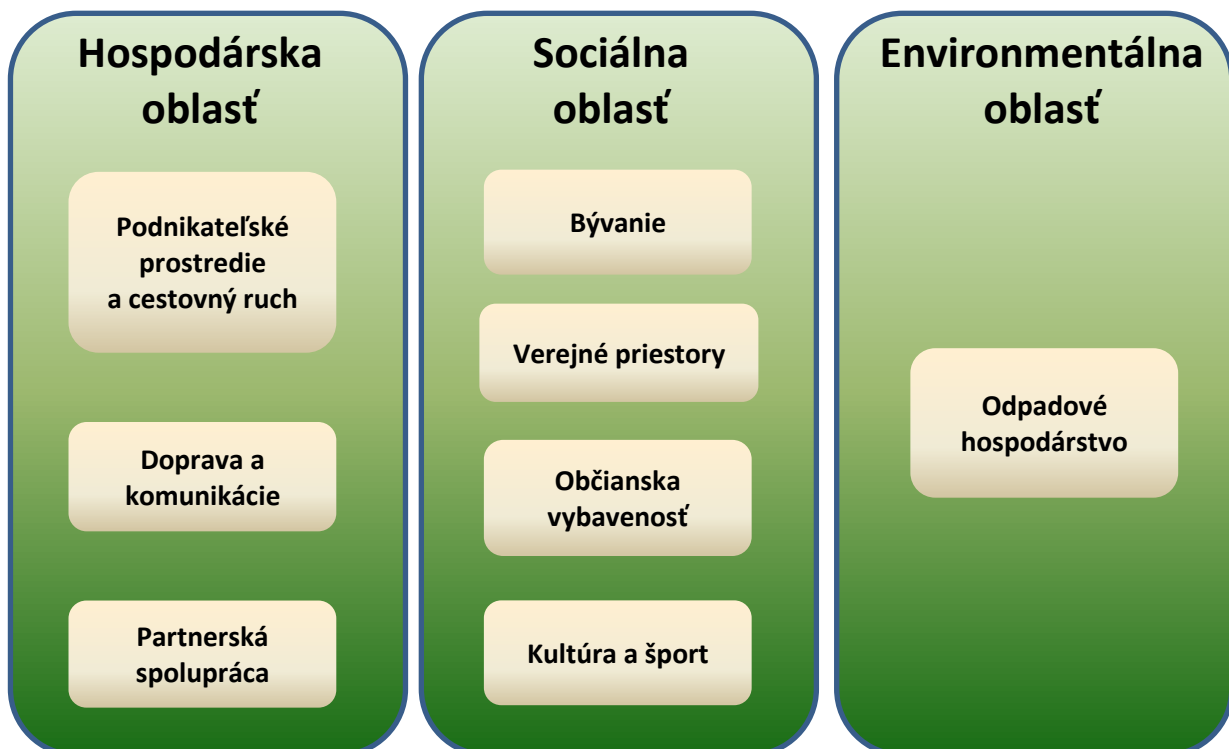 Hospodárska
oblasť
Podnikateľské
prostredie
a cestovný ruch
Doprava a
komunikácie
Partnerská
spolupráca
Sociálna
oblasť
Bývanie
Verejné priestory
Občianska
vybavenosť
Kultúra a šport
Environmentálna
oblasť
Odpadové
hospodárstvo